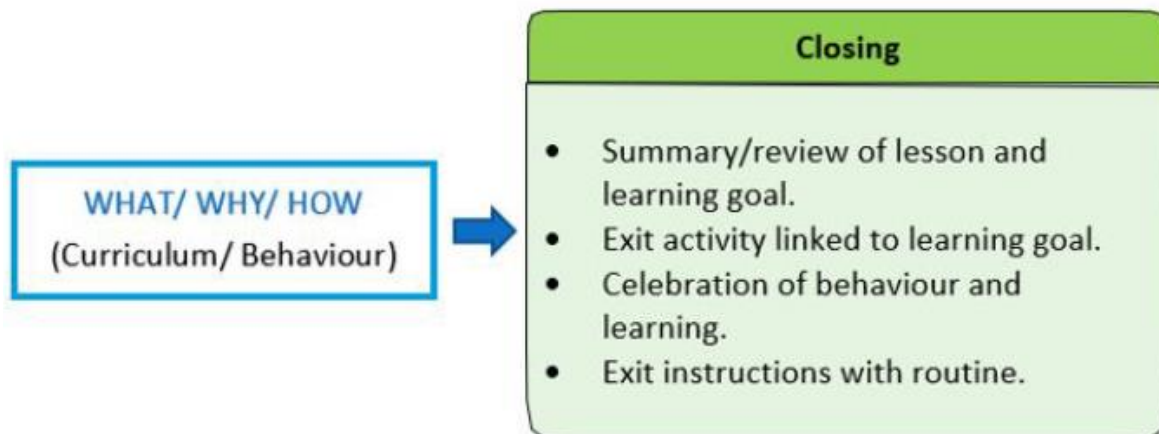 WHAT/ WHY/ HOW
(Curriculum/ Behaviour)
Closing
• Summary/review of lesson and
learning goal.
• Exit activity linked to learning goal.
• Celebration of behaviour and
learning.
• Exit instructions with routine.